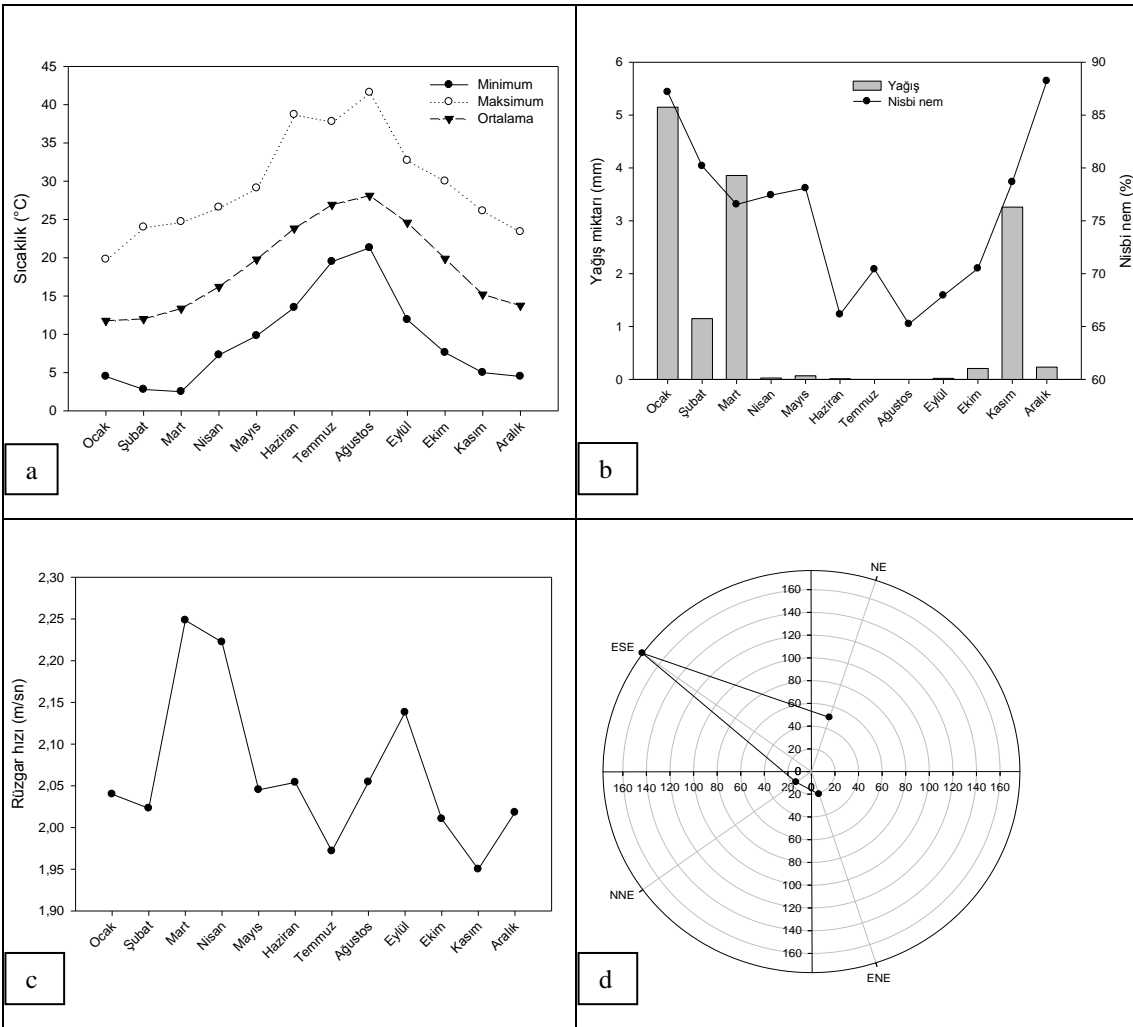 45
40
35
30
25
20
15
10
5
0
Sıcaklık (°C)
Minimum
Maksimum
Ortalama
Ocak
Şubat
Mart
Nisan
Mayıs
Haziran
Temmuz
Ağustos
Eylül
Ekim
Kasım
Aralık
a
6
5
4
3
2
1
0
Yağış miktarı (mm)
Yağış
Nisbi nem
90
85
80
75
70
65
60
Nisbi nem (%)
Ocak
Şubat
Mart
Nisan
Mayıs
Haziran
Temmuz
Ağustos
Eylül
Ekim
Kasım
Aralık
b
2,30
2,25
2,20
2,15
2,10
2,05
2,00
1,95
1,90
Rüzgar hızı (m/sn)
Ocak
Şubat
Mart
Nisan
Mayıs
Haziran
Temmuz
Ağustos
Eylül
Ekim
Kasım
Aralık
c
NE
ESE
NNE
ENE
160
140
120
100
80
60
40
20
0
160 140 120 100 80 60 40 20 0 20 40 60 80 100 120 140 160
20
40
60
80
100
120
140
160
d